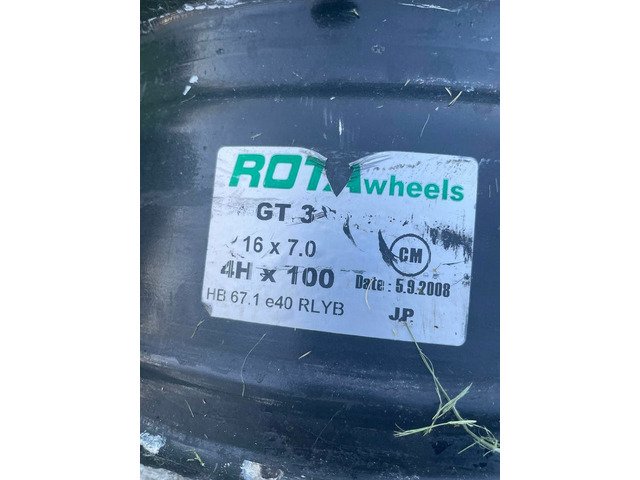 ROTA wheels
GT 3
16 x 7.0
CM
4H x 100
Date : 5.9.2008
HB 67.1 e40 RLYB
J.P.